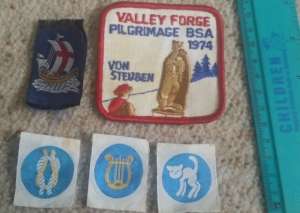 VALLEY FORGE
PILGRIMAGE BSA
1974
VON
STEUBEN
CHILDREN